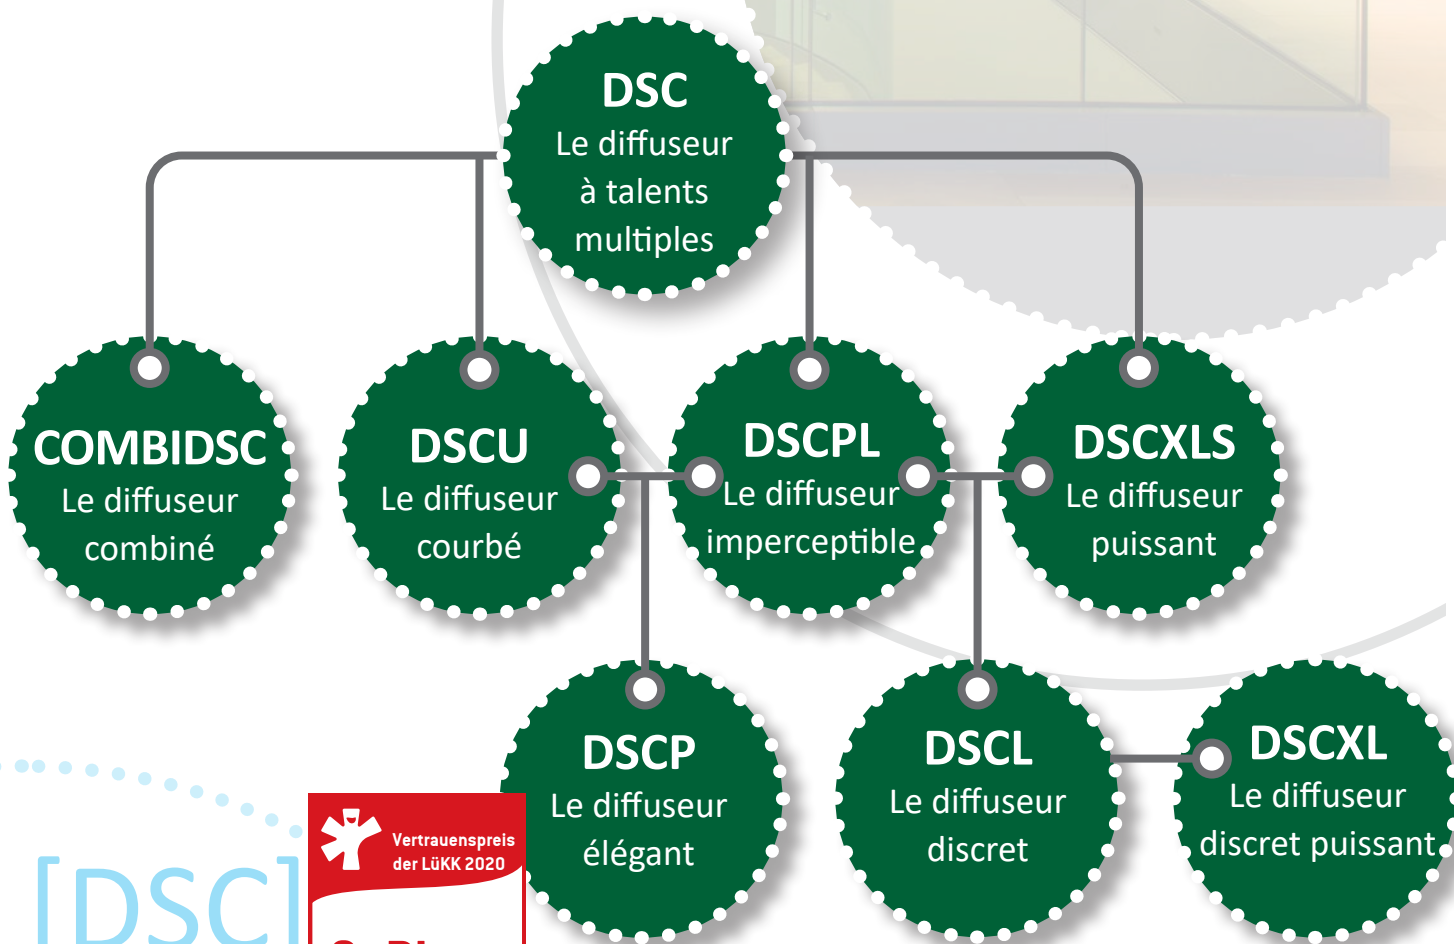 DSC
Le diffuseur
à talents
multiples
COMBIDSC
Le diffuseur
combiné
DSCU
Le diffuseur
courbé
DSCPL
Le diffuseur
imperceptible
DSCXLS
Le diffuseur
puissant
DSCP
Le diffuseur
élégant
DSCL
Le diffuseur
discret
DSCXL
Le diffuseur
discret puissant
Vertrauenspreis
der LüKK 2020
[DSC]